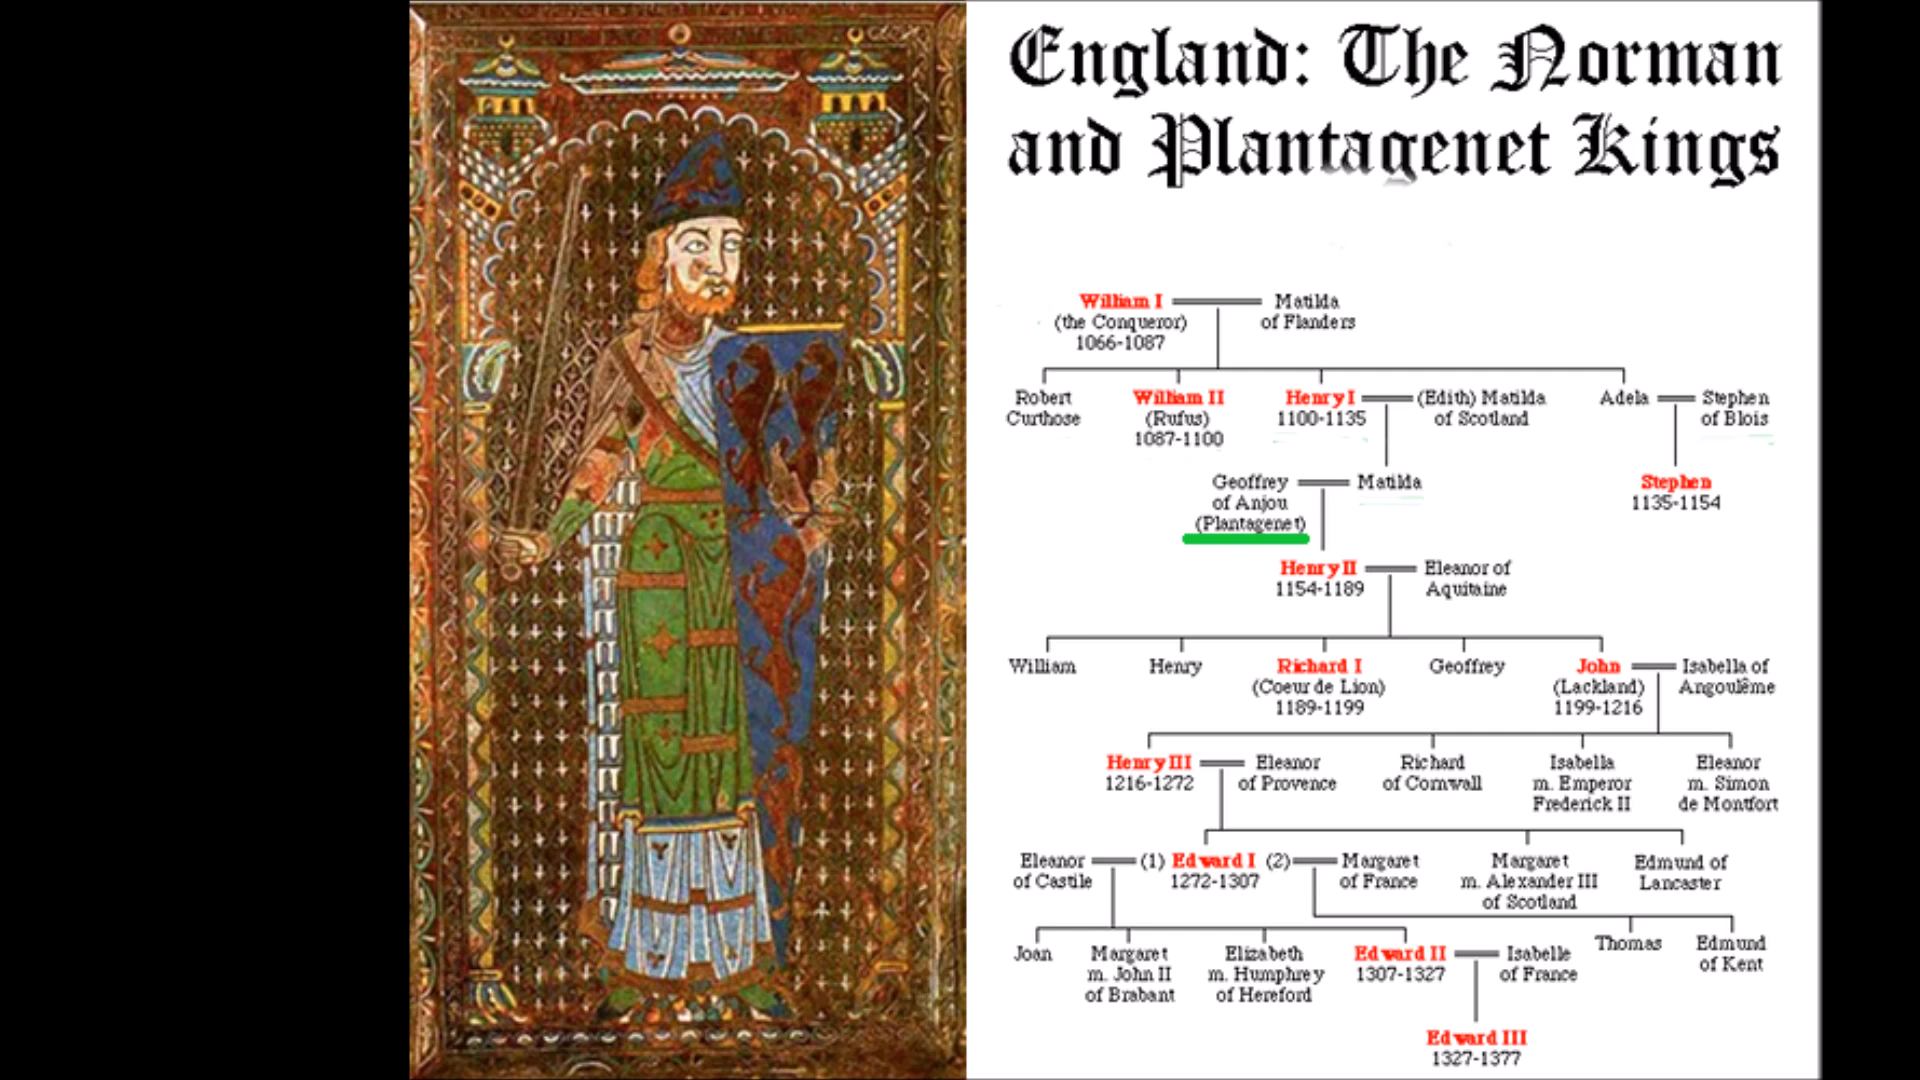 England: The Norman
and Plantagenet Kings
William I
(the Conqueror)
1066-1087
Matilda
of Flanders
Robert
Curthose
William II
(Rufus)
1087-1100
Henry I
1100-1135
(Edith) Matilda
of Scotland
Adela
Stephen
of Blois
Geoffrey
of Anjou
(Plantagenet)
Matilda
Stephen
1135-1154
Henry II
1154-1189
Eleanor of
Aquitaine
William
Henry
Richard I
(Coeur de Lion)
1189-1199
Geoffrey
John
(Lackland)
1199-1216
Isabella of
Angoulême
Henry III
1216-1272
Eleanor
of Provence
Richard
of Cornwall
Isabella
m. Emperor
Frederick II
Eleanor
m. Simon
de Montfort
Eleanor
of Castile
(1) Edward I (2)
1272-1307
Margaret
of France
Margaret
m. Alexander III
of Scotland
Edmund of
Lancaster
Joan
Margaret
m. John II
of Brabant
Elizabeth
m. Humphrey
of Hereford
Edward II
1307-1327
Isabelle
of France
Thomas
Edmund
of Kent
Edward III
1327-1377